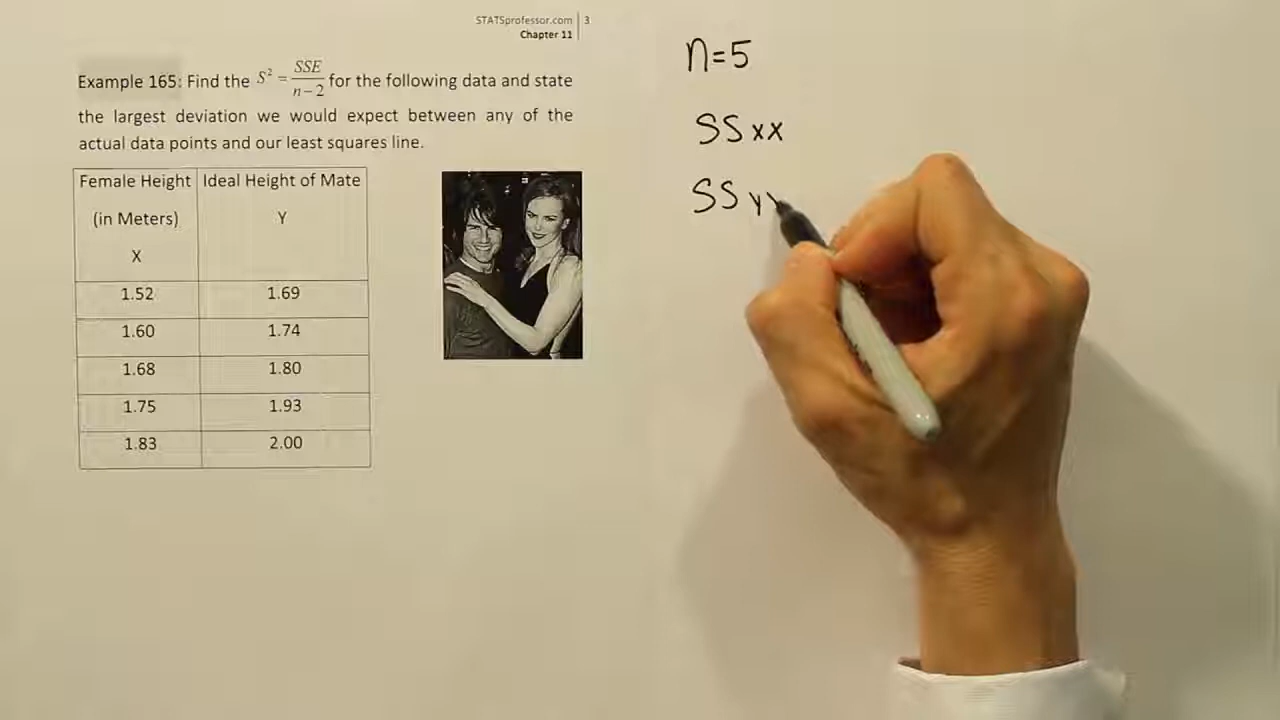 STATSprofessor.com 3
Chapter 11
Example 165: Find the S² = SSE / n−2 for the following data and state
the largest deviation we would expect between any of the
actual data points and our least squares line.
Female Height (in Meters) X Ideal Height of Mate Y
1.52 1.69
1.60 1.74
1.68 1.80
1.75 1.93
1.83 2.00
n=5
SSxx
SSyy